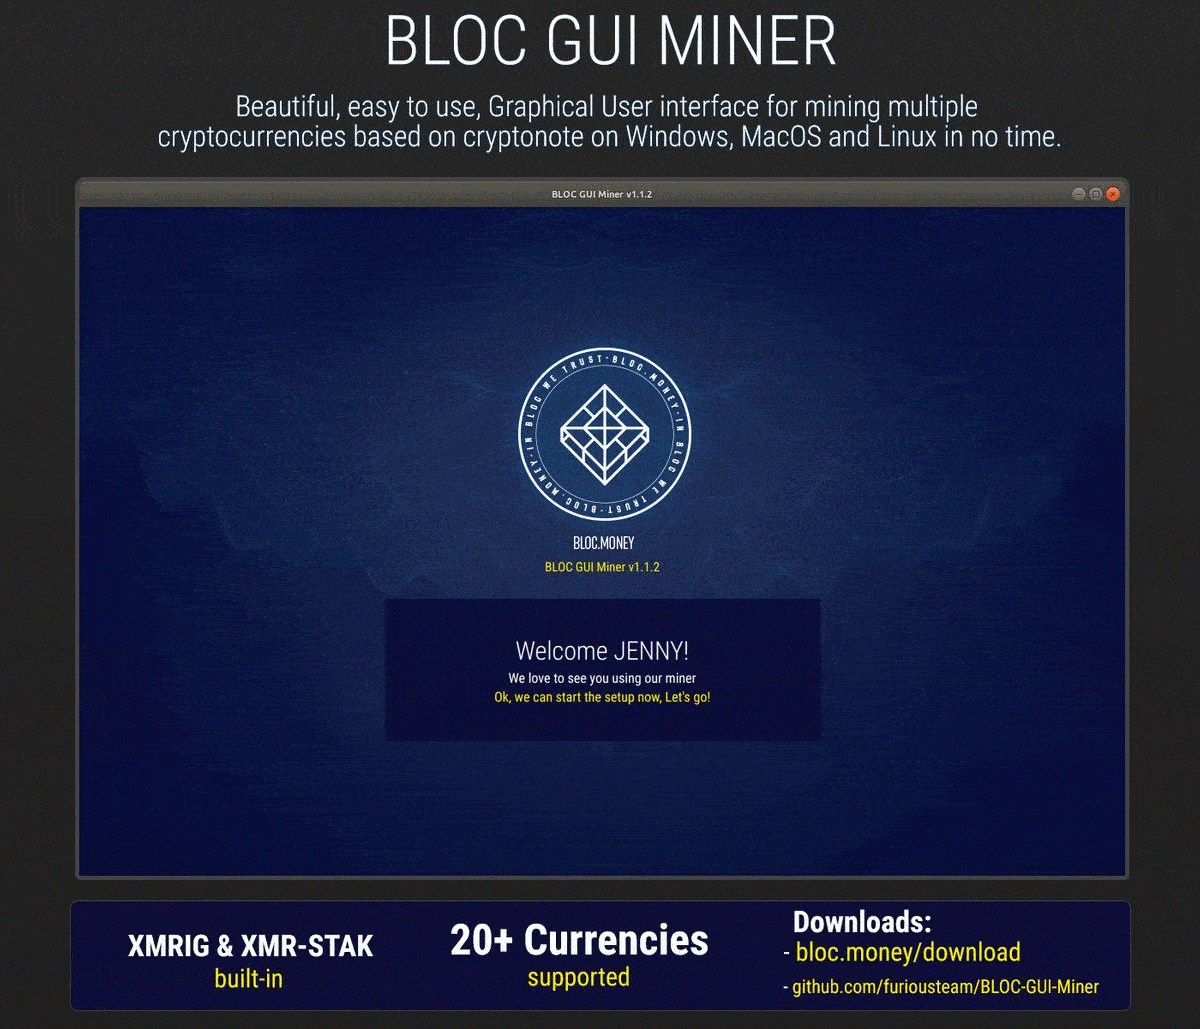 BLOC GUI MINER
Beautiful, easy to use, Graphical User interface for mining multiple
cryptocurrencies based on cryptonote on Windows, MacOS and Linux in no time.
BLOC GUI Miner v1.1.2
IN BLOC WE TRUST-BLOC.MONEY-IN BLOC WE TRUST-BLOC.MONEY-
BLOC.MONEY
BLOC GUI Miner v1.1.2
Welcome JENNY!
We love to see you using our miner
Ok, we can start the setup now, Let's go!
XMRIG & XMR-STAK
built-in
20+ Currencies
supported
Downloads:
- bloc.money/download
- github.com/furiousteam/BLOC-GUI-Miner